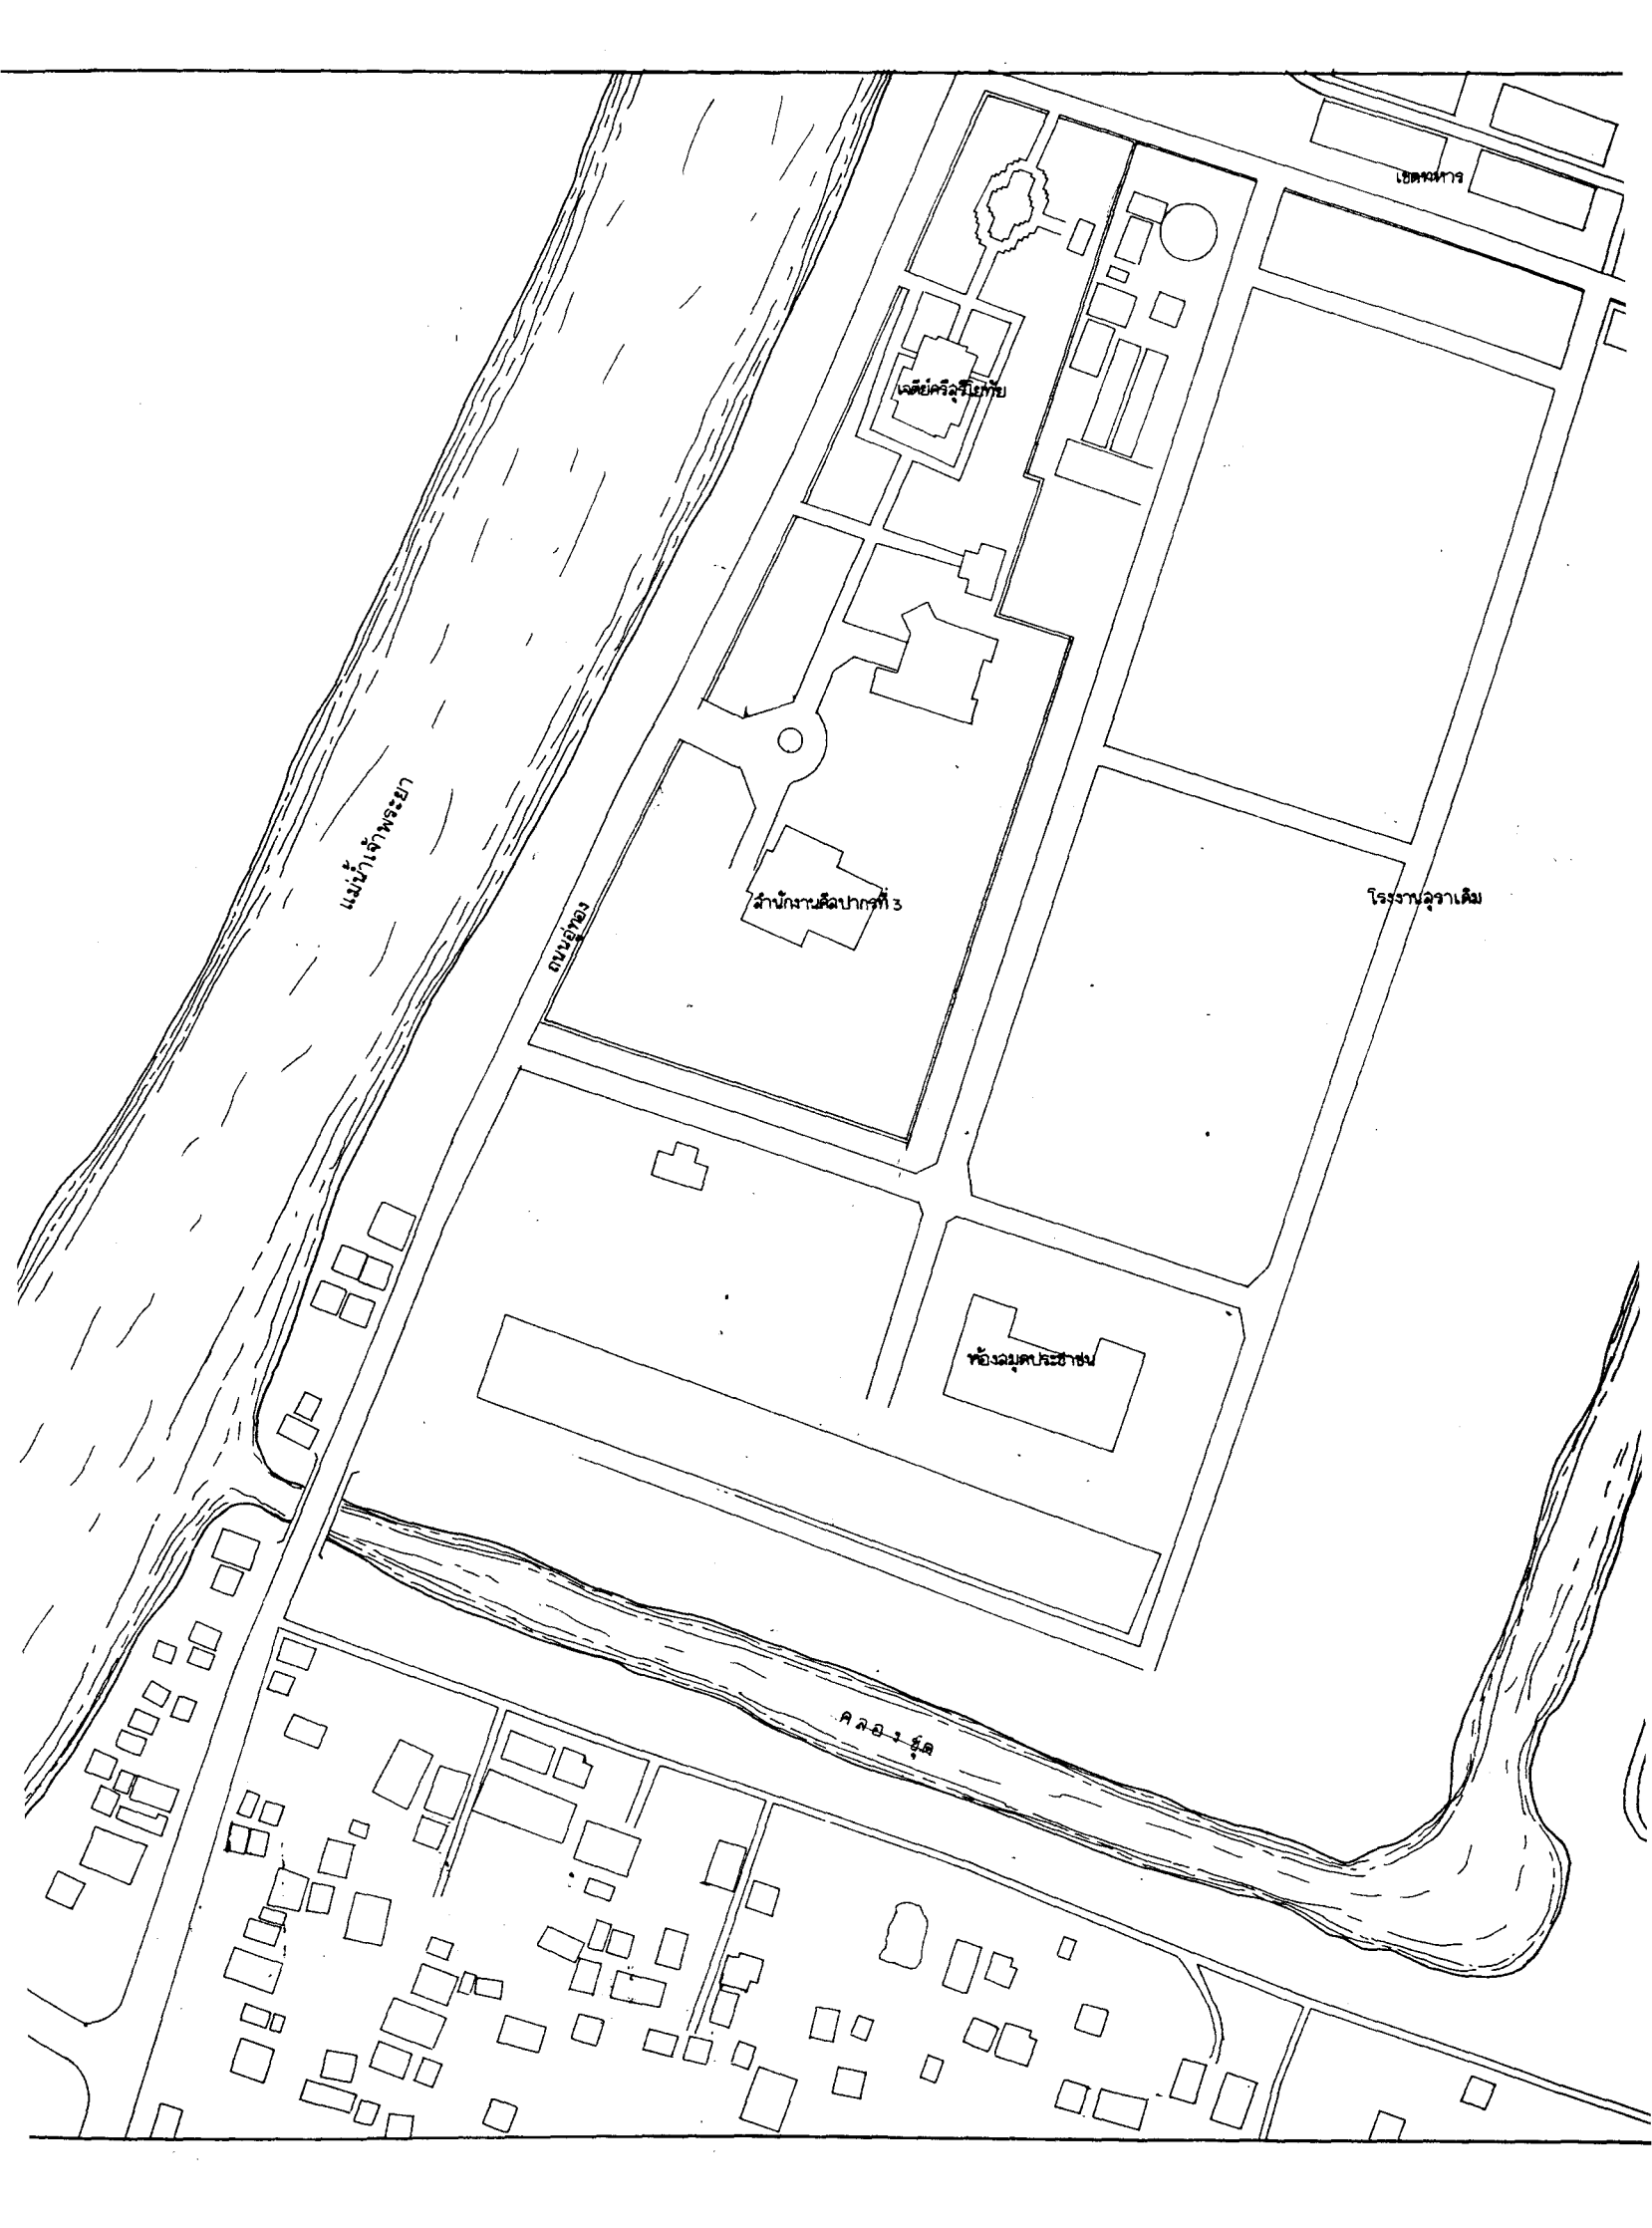 เขตทหาร
เจดีย์ศรีสุริโยทัย
แม่น้ำเจ้าพระยา
ถนนอู่ทอง
สำนักงานศิลปากรที่ 3
โรงงานสุราเดิม
ห้องสมุดประชาชน
คลอง